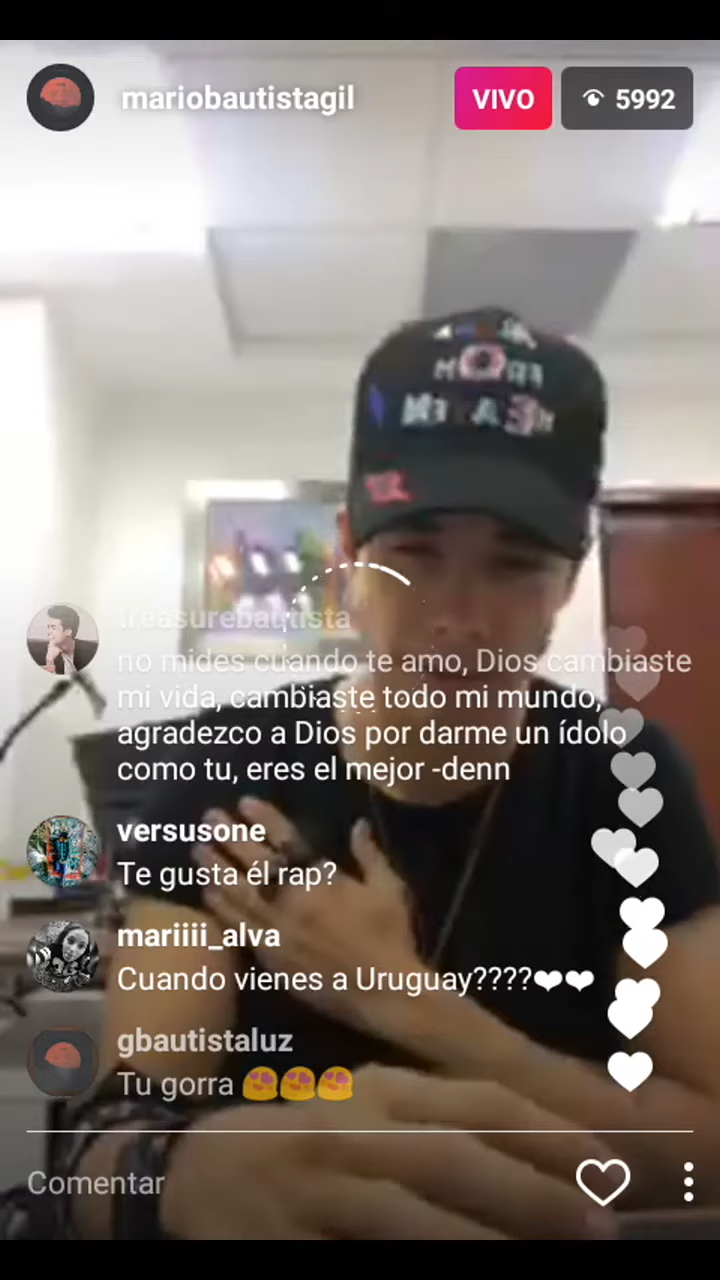 mariobautistagil
VIVO
5992
treasurebautista
no mides cuando te amo, Dios cambiaste
mi vida, cambiaste todo mi mundo,
agradezco a Dios por darme un ídolo
como tu, eres el mejor -denn
versusone
Te gusta él rap?
mariiii_alva
Cuando vienes a Uruguay????❤❤
gbautistaluz
Tu gorra 😍😍😍
Comentar